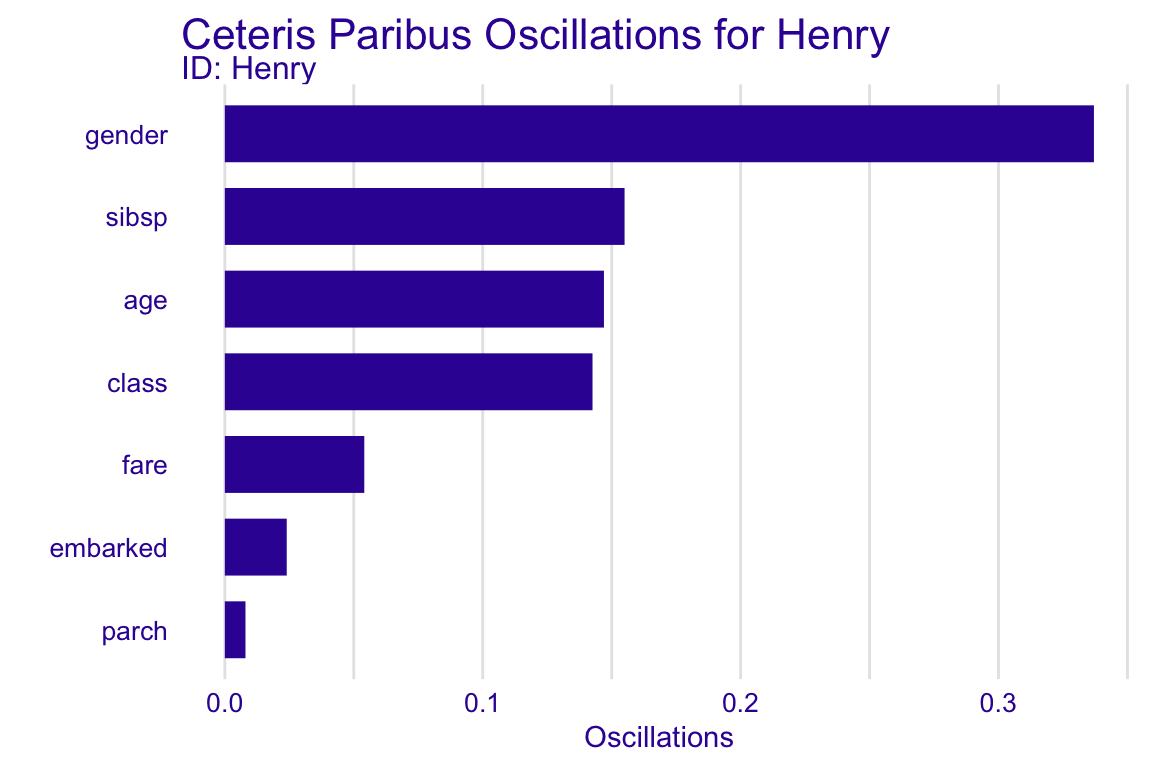 Ceteris Paribus Oscillations for Henry
ID: Henry
gender
sibsp
age
class
fare
embarked
parch
0.0 0.1 0.2 0.3
Oscillations